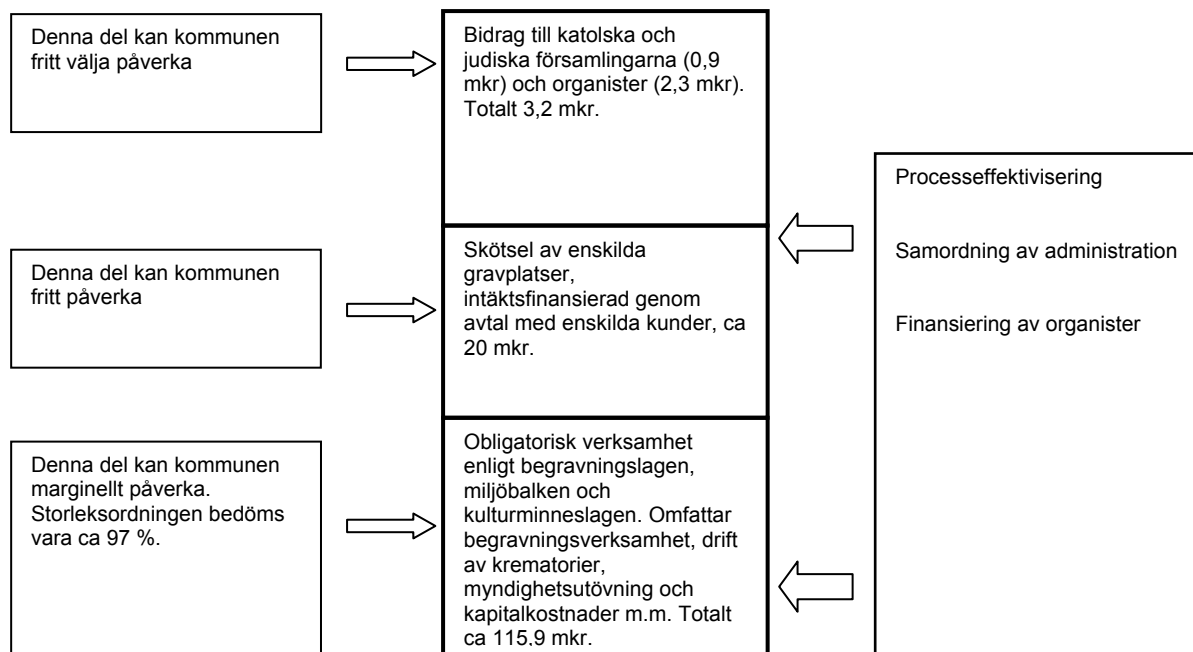 Denna del kan kommunen
fritt välja påverka
Bidrag till katolska och
judiska församlingarna (0,9
mkr) och organister (2,3 mkr).
Totalt 3,2 mkr.
Denna del kan kommunen
fritt påverka
Skötsel av enskilda
gravplatser,
intäktsfinansierad genom
avtal med enskilda kunder, ca
20 mkr.
Denna del kan kommunen
marginellt påverka.
Storleksordningen bedöms
vara ca 97 %.
Obligatorisk verksamhet
enligt begravningslagen,
miljöbalken och
kulturminneslagen. Omfattar
begravningsverksamhet, drift
av krematorier,
myndighetsutövning och
kapitalkostnader m.m. Totalt
ca 115,9 mkr.
Processeffektivisering
Samordning av administration
Finansiering av organister